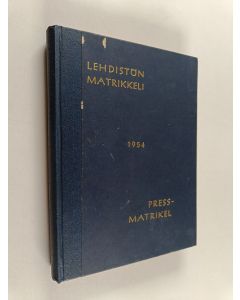 LEHDISTÖN
MATRIKKELI
1954
PRESS-
MATRIKEL